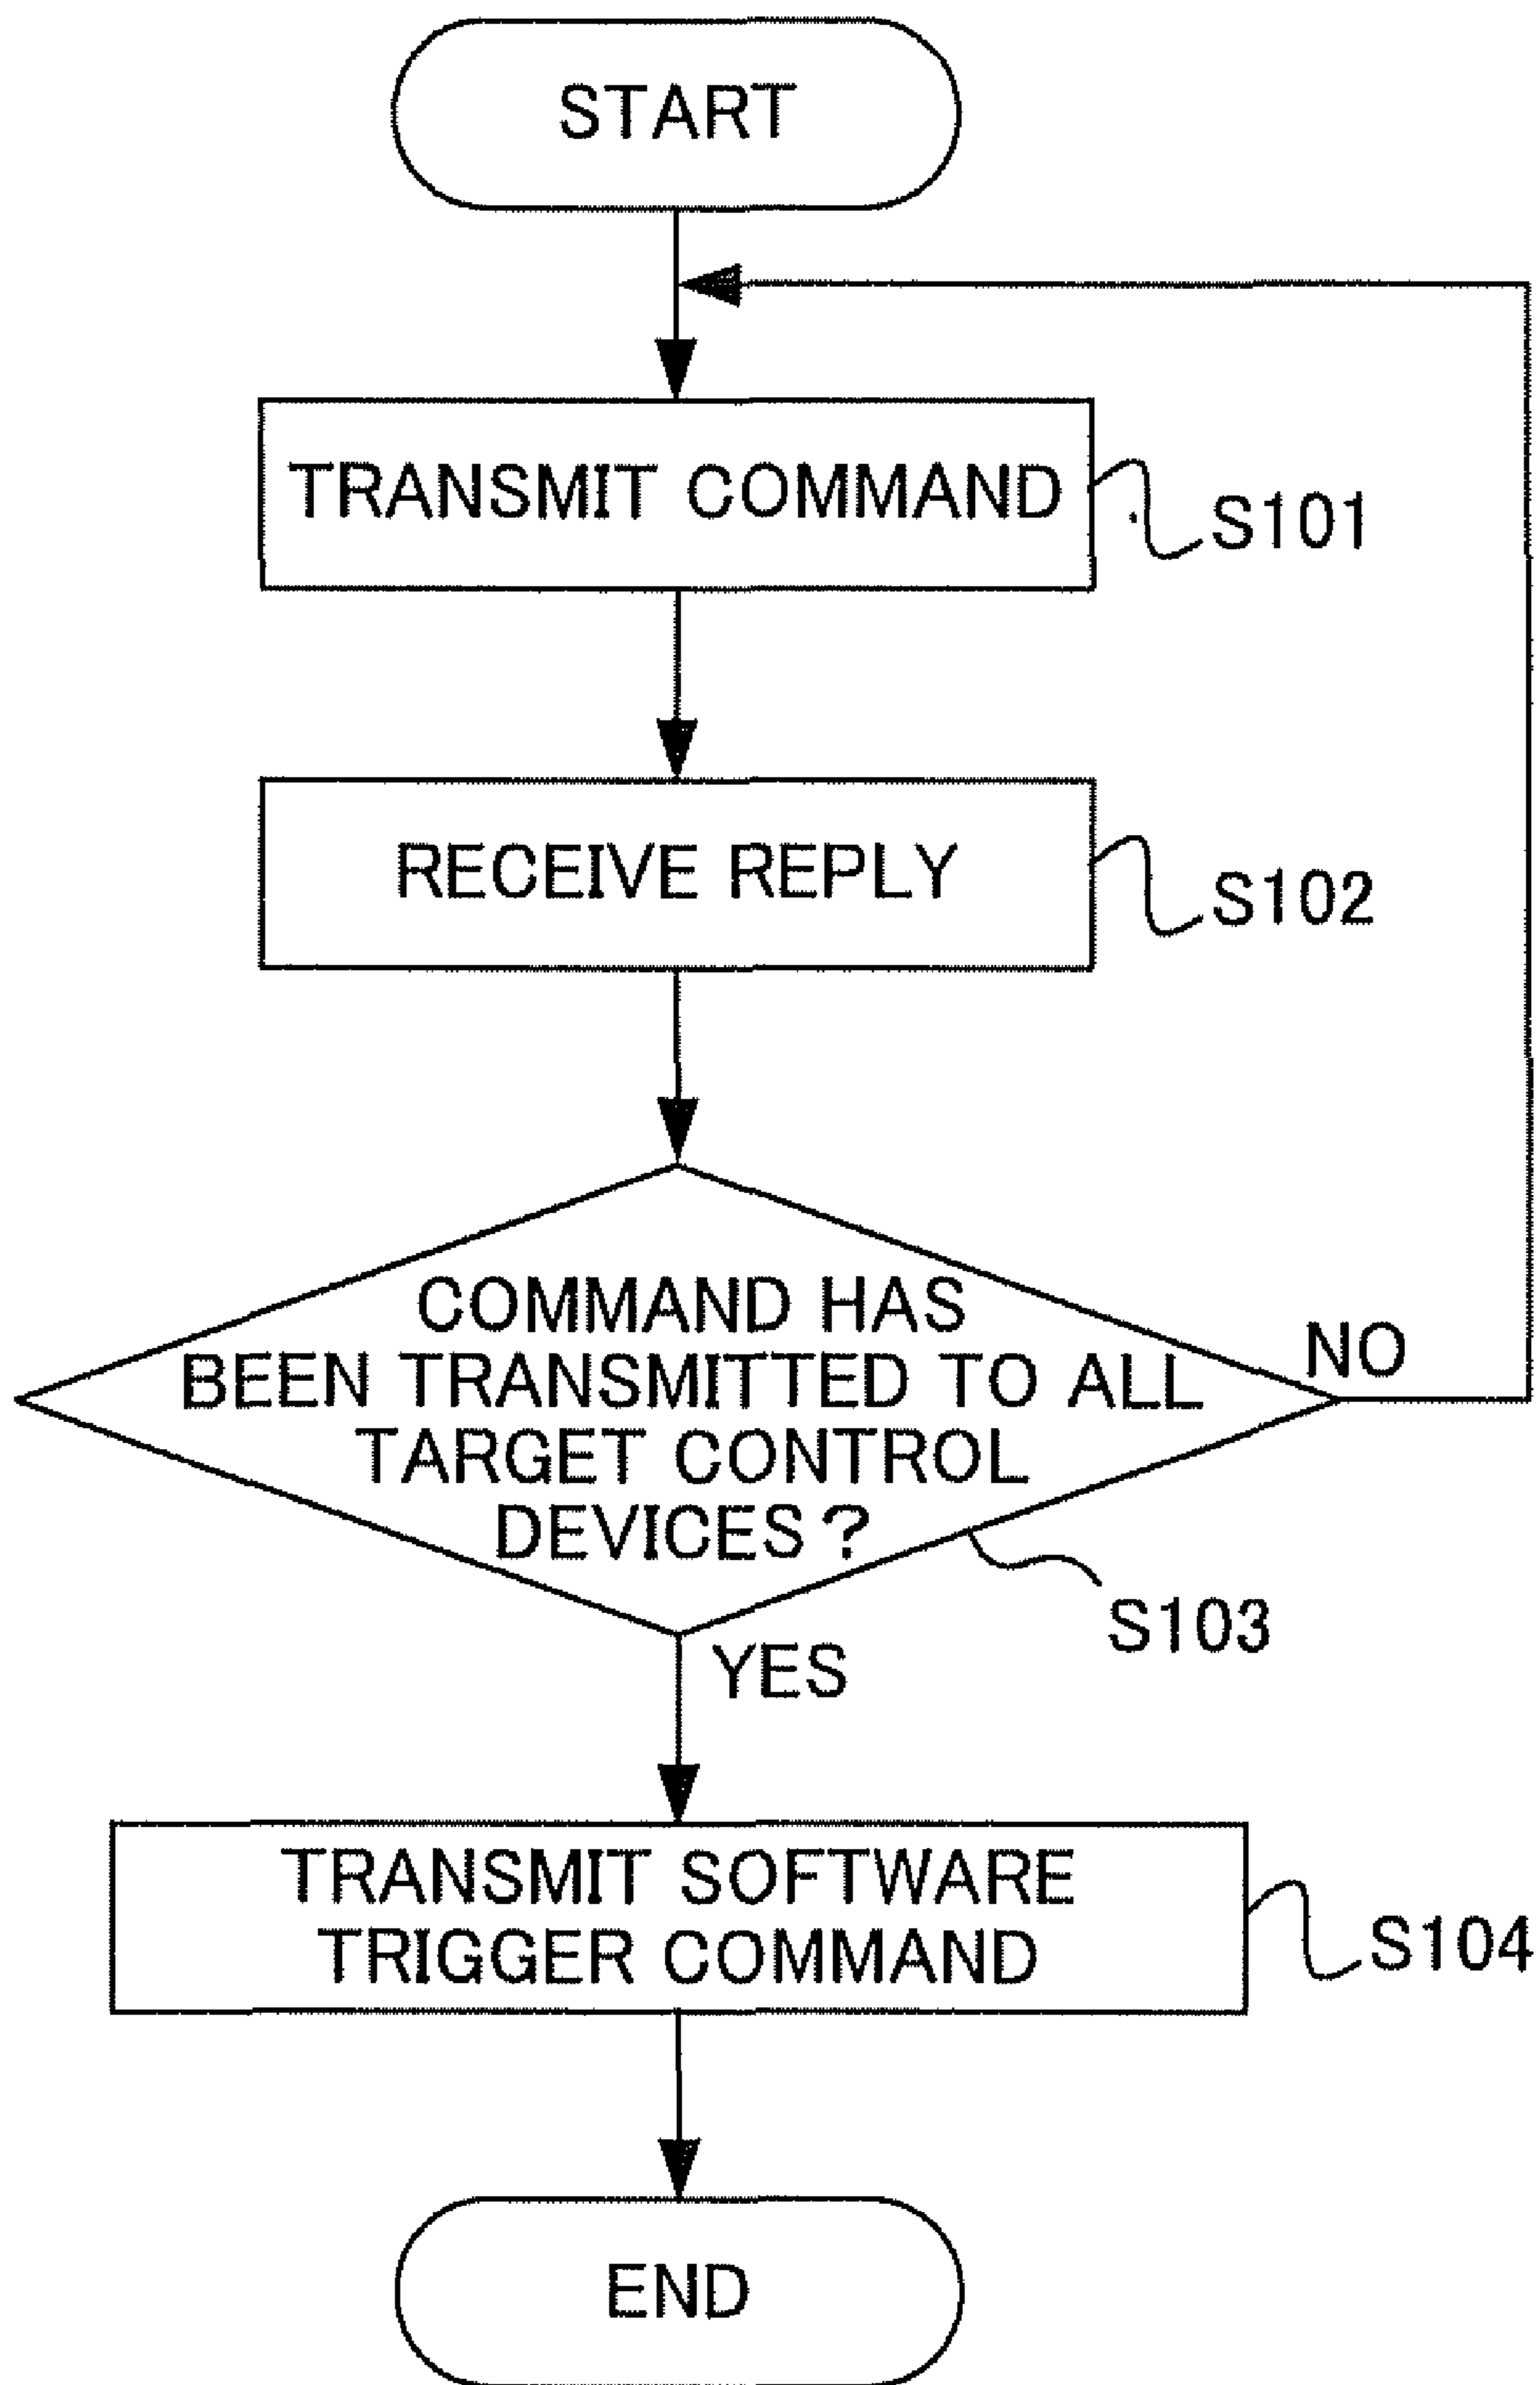 START
TRANSMIT COMMAND
S101
RECEIVE REPLY
S102
COMMAND HAS
BEEN TRANSMITTED TO ALL
TARGET CONTROL
DEVICES?
NO
S103
YES
TRANSMIT SOFTWARE
TRIGGER COMMAND
S104
END